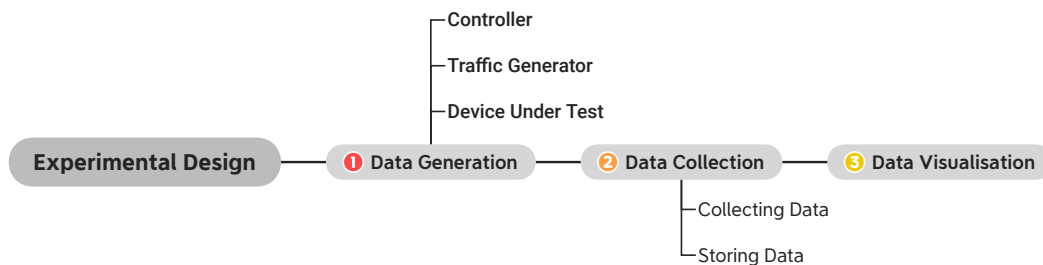 Controller
Traffic Generator
Device Under Test
Experimental Design
1 Data Generation
2 Data Collection
3 Data Visualisation
Collecting Data
Storing Data